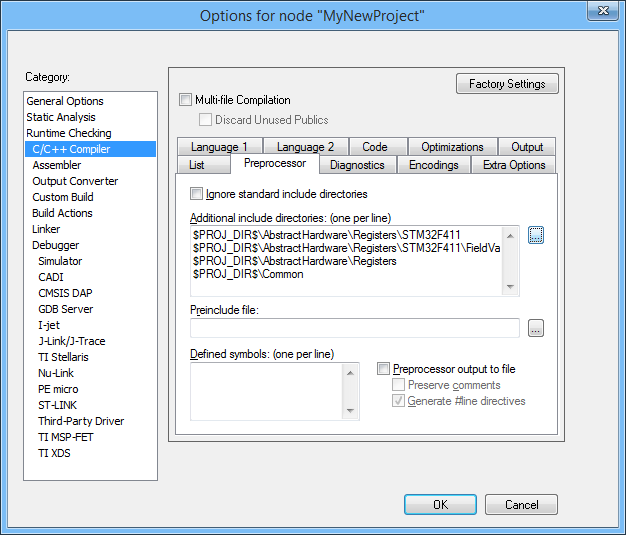 Options for node "MyNewProject"
Category:
General Options
Static Analysis
Runtime Checking
C/C++ Compiler
Assembler
Output Converter
Custom Build
Build Actions
Linker
Debugger
Simulator
CADI
CMSIS DAP
GDB Server
I-jet
J-Link/J-Trace
TI Stellaris
Nu-Link
PE micro
ST-LINK
Third-Party Driver
TI MSP-FET
TI XDS
Factory Settings
Multi-file Compilation
Discard Unused Publics
Language 1 Language 2 Code Optimizations Output
List Preprocessor Diagnostics Encodings Extra Options
Ignore standard include directories
Additional include directories: (one per line)
$PROJ_DIR$\AbstractHardware\Registers\STM32F411
$PROJ_DIR$\AbstractHardware\Registers\STM32F411\FieldVa
$PROJ_DIR$\AbstractHardware\Registers
$PROJ_DIR$\Common
...
Preinclude file:
...
Defined symbols: (one per line)
Preprocessor output to file
Preserve comments
Generate #line directives
OK Cancel